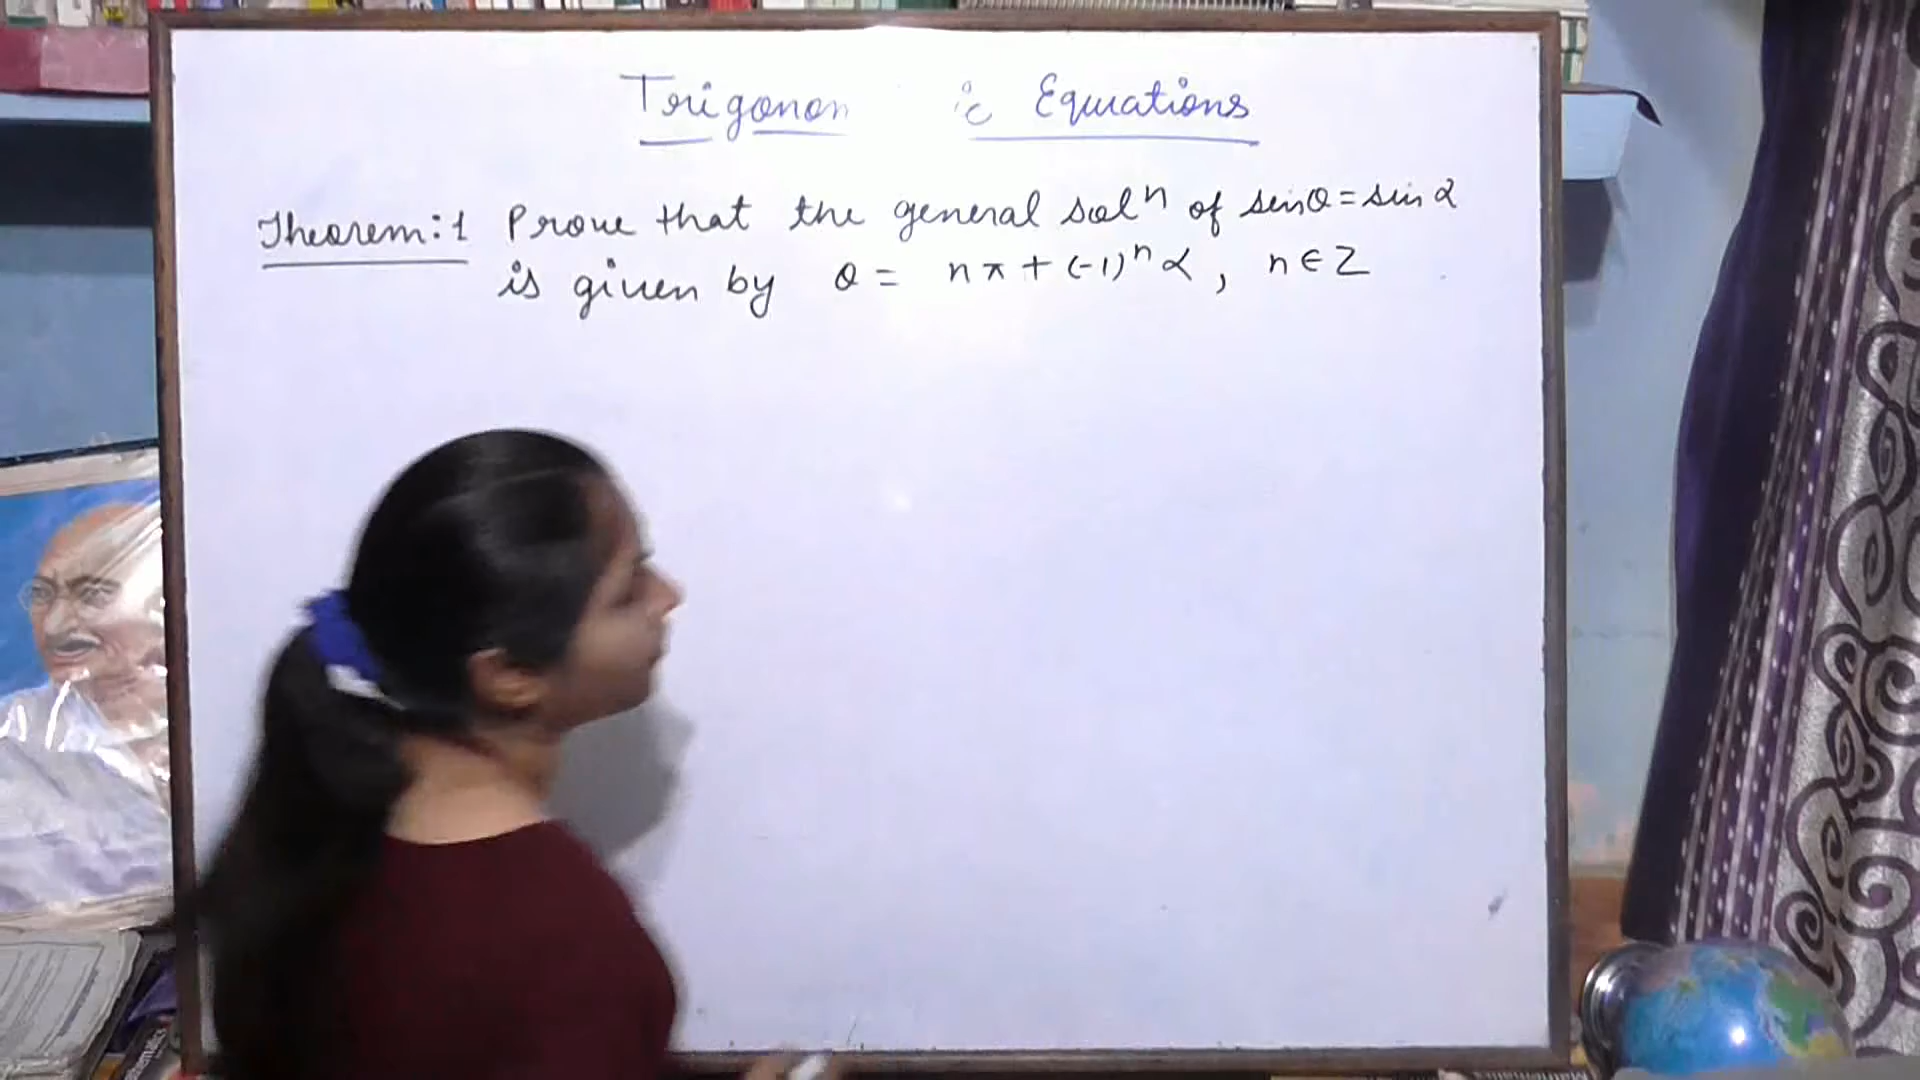 Trigonom ic Equations
Theorem:1 Prove that the general solⁿ of sinθ = sin α
is given by θ = nπ + (-1)ⁿ α , n ∈ Z